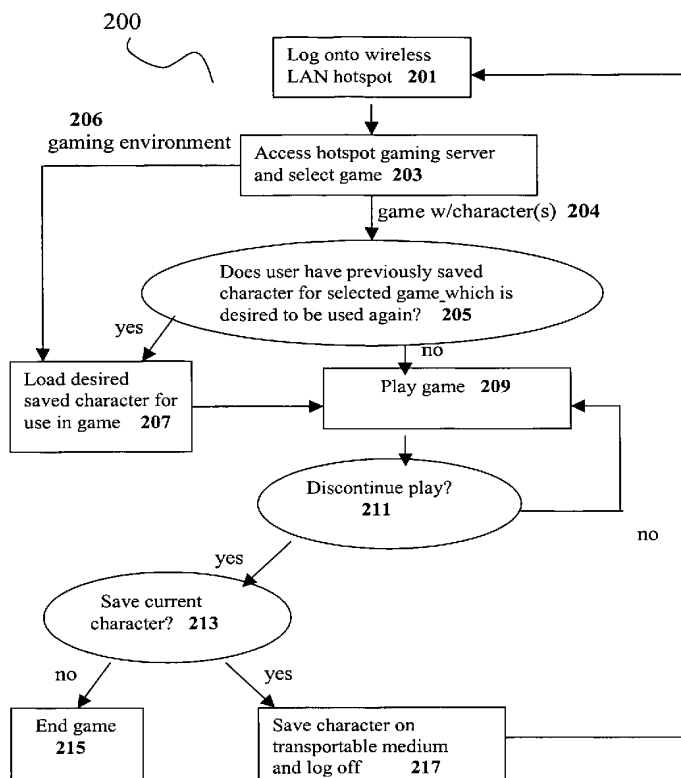 200
Log onto wireless
LAN hotspot 201
206
gaming environment
Access hotspot gaming server
and select game 203
game w/character(s) 204
Does user have previously saved
character for selected game_which is
desired to be used again? 205
yes
no
Load desired
saved character for
use in game 207
Play game 209
Discontinue play?
211
no
yes
Save current
character? 213
no
yes
End game
215
Save character on
transportable medium
and log off 217